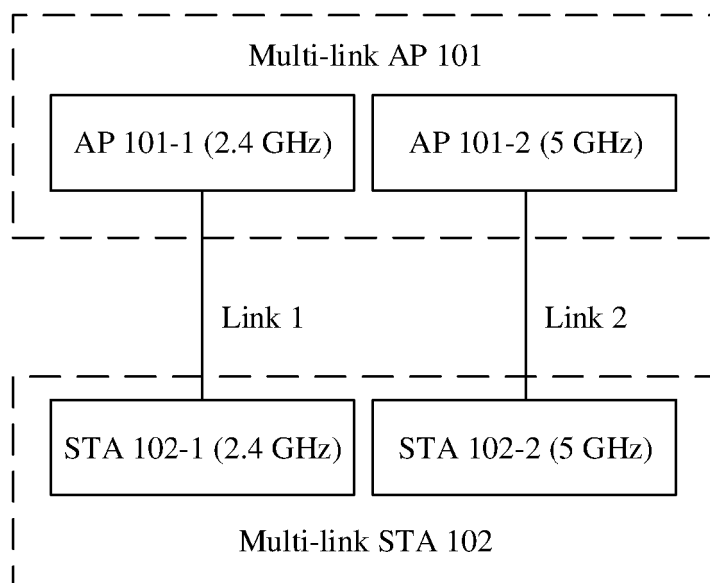 Multi-link AP 101
AP 101-1 (2.4 GHz)
AP 101-2 (5 GHz)
Link 1
Link 2
STA 102-1 (2.4 GHz)
STA 102-2 (5 GHz)
Multi-link STA 102